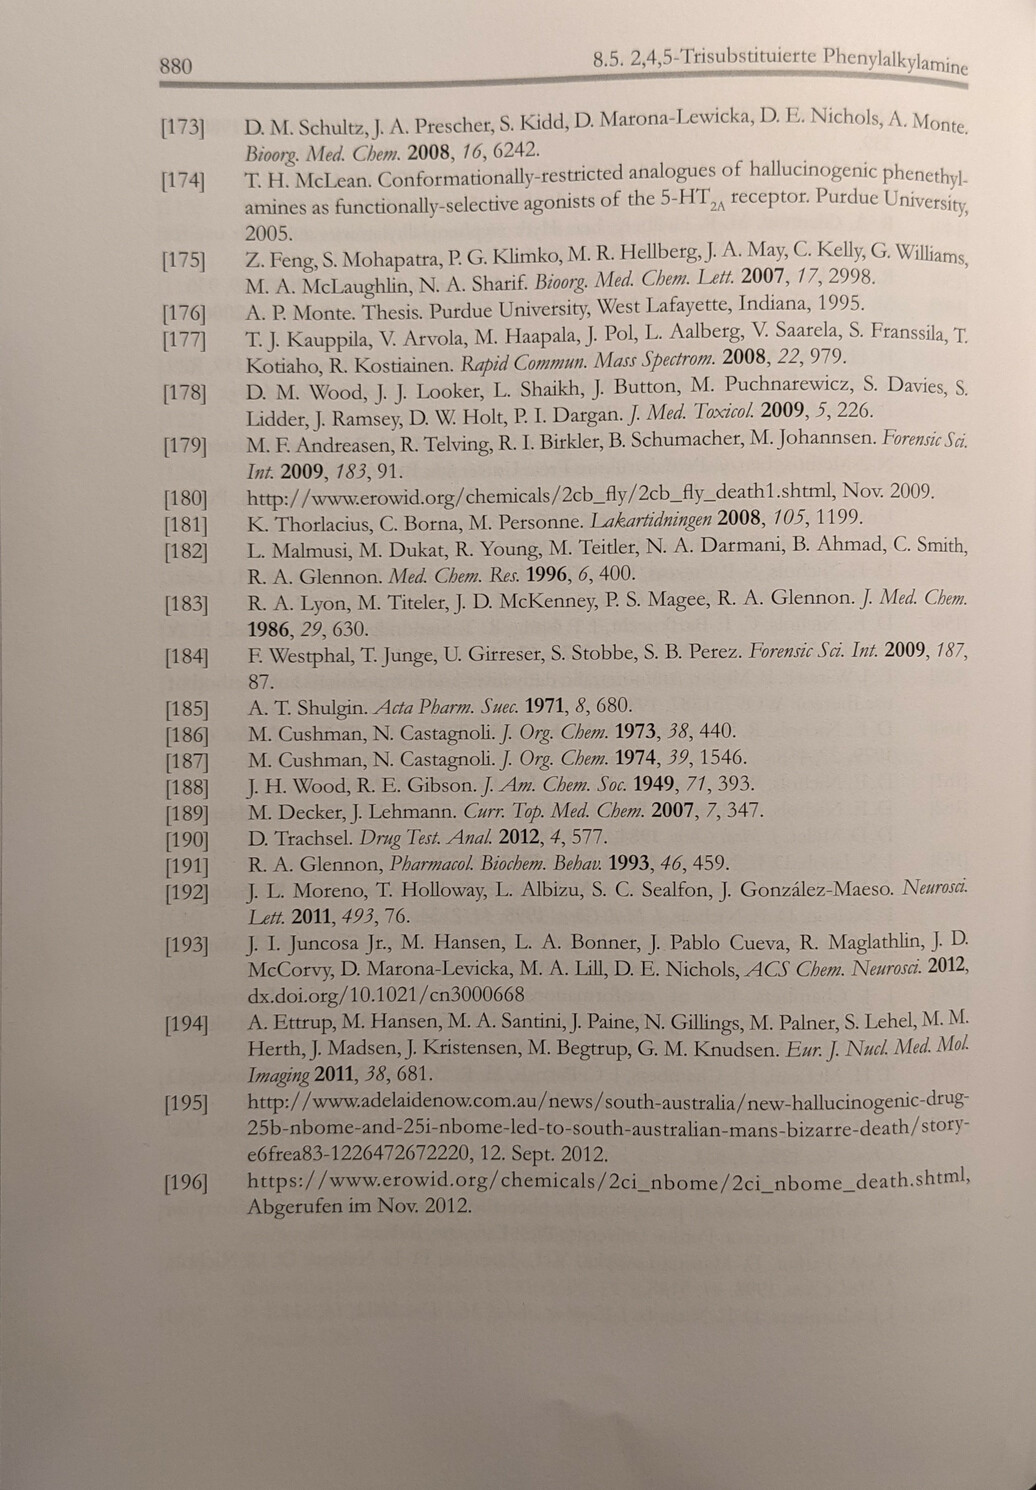 880
8.5. 2,4,5-Trisubstituierte Phenylalkylamine
[173] D. M. Schultz, J. A. Prescher, S. Kidd, D. Marona-Lewicka, D. E. Nichols, A. Monte.
Bioorg. Med. Chem. 2008, 16, 6242.
[174] T. H. McLean. Conformationally-restricted analogues of hallucinogenic phenethyl-
amines as functionally-selective agonists of the 5-HT2A receptor. Purdue University,
2005.
[175] Z. Feng, S. Mohapatra, P. G. Klimko, M. R. Hellberg, J. A. May, C. Kelly, G. Williams,
M. A. McLaughlin, N. A. Sharif. Bioorg. Med. Chem. Lett. 2007, 17, 2998.
[176] A. P. Monte. Thesis. Purdue University, West Lafayette, Indiana, 1995.
[177] T. J. Kauppila, V. Arvola, M. Haapala, J. Pol, L. Aalberg, V. Saarela, S. Franssila, T.
Kotiaho, R. Kostiainen. Rapid Commun. Mass Spectrom. 2008, 22, 979.
[178] D. M. Wood, J. J. Looker, L. Shaikh, J. Button, M. Puchnarewicz, S. Davies, S.
Lidder, J. Ramsey, D. W. Holt, P. I. Dargan. J. Med. Toxicol. 2009, 5, 226.
[179] M. F. Andreasen, R. Telving, R. I. Birkler, B. Schumacher, M. Johannsen. Forensic Sci.
Int. 2009, 183, 91.
[180] http://www.erowid.org/chemicals/2cb_fly/2cb_fly_death1.shtml, Nov. 2009.
[181] K. Thorlacius, C. Borna, M. Personne. Lakartidningen 2008, 105, 1199.
[182] L. Malmusi, M. Dukat, R. Young, M. Teitler, N. A. Darmani, B. Ahmad, C. Smith,
R. A. Glennon. Med. Chem. Res. 1996, 6, 400.
[183] R. A. Lyon, M. Titeler, J. D. McKenney, P. S. Magee, R. A. Glennon. J. Med. Chem.
1986, 29, 630.
[184] F. Westphal, T. Junge, U. Girreser, S. Stobbe, S. B. Perez. Forensic Sci. Int. 2009, 187,
87.
[185] A. T. Shulgin. Acta Pharm. Suec. 1971, 8, 680.
[186] M. Cushman, N. Castagnoli. J. Org. Chem. 1973, 38, 440.
[187] M. Cushman, N. Castagnoli. J. Org. Chem. 1974, 39, 1546.
[188] J. H. Wood, R. E. Gibson. J. Am. Chem. Soc. 1949, 71, 393.
[189] M. Decker, J. Lehmann. Curr. Top. Med. Chem. 2007, 7, 347.
[190] D. Trachsel. Drug Test. Anal. 2012, 4, 577.
[191] R. A. Glennon, Pharmacol. Biochem. Behav. 1993, 46, 459.
[192] J. L. Moreno, T. Holloway, L. Albizu, S. C. Sealfon, J. González-Maeso. Neurosci.
Lett. 2011, 493, 76.
[193] J. I. Juncosa Jr., M. Hansen, L. A. Bonner, J. Pablo Cueva, R. Maglathlin, J. D.
McCorvy, D. Marona-Levicka, M. A. Lill, D. E. Nichols, ACS Chem. Neurosci. 2012,
dx.doi.org/10.1021/cn3000668
[194] A. Ettrup, M. Hansen, M. A. Santini, J. Paine, N. Gillings, M. Palner, S. Lehel, M. M.
Herth, J. Madsen, J. Kristensen, M. Begtrup, G. M. Knudsen. Eur. J. Nucl. Med. Mol.
Imaging 2011, 38, 681.
[195] http://www.adelaidenow.com.au/news/south-australia/new-hallucinogenic-drug-
25b-nbome-and-25i-nbome-led-to-south-australian-mans-bizarre-death/story-
e6frea83-1226472672220, 12. Sept. 2012.
[196] https://www.erowid.org/chemicals/2ci_nbome/2ci_nbome_death.shtml,
Abgerufen im Nov. 2012.